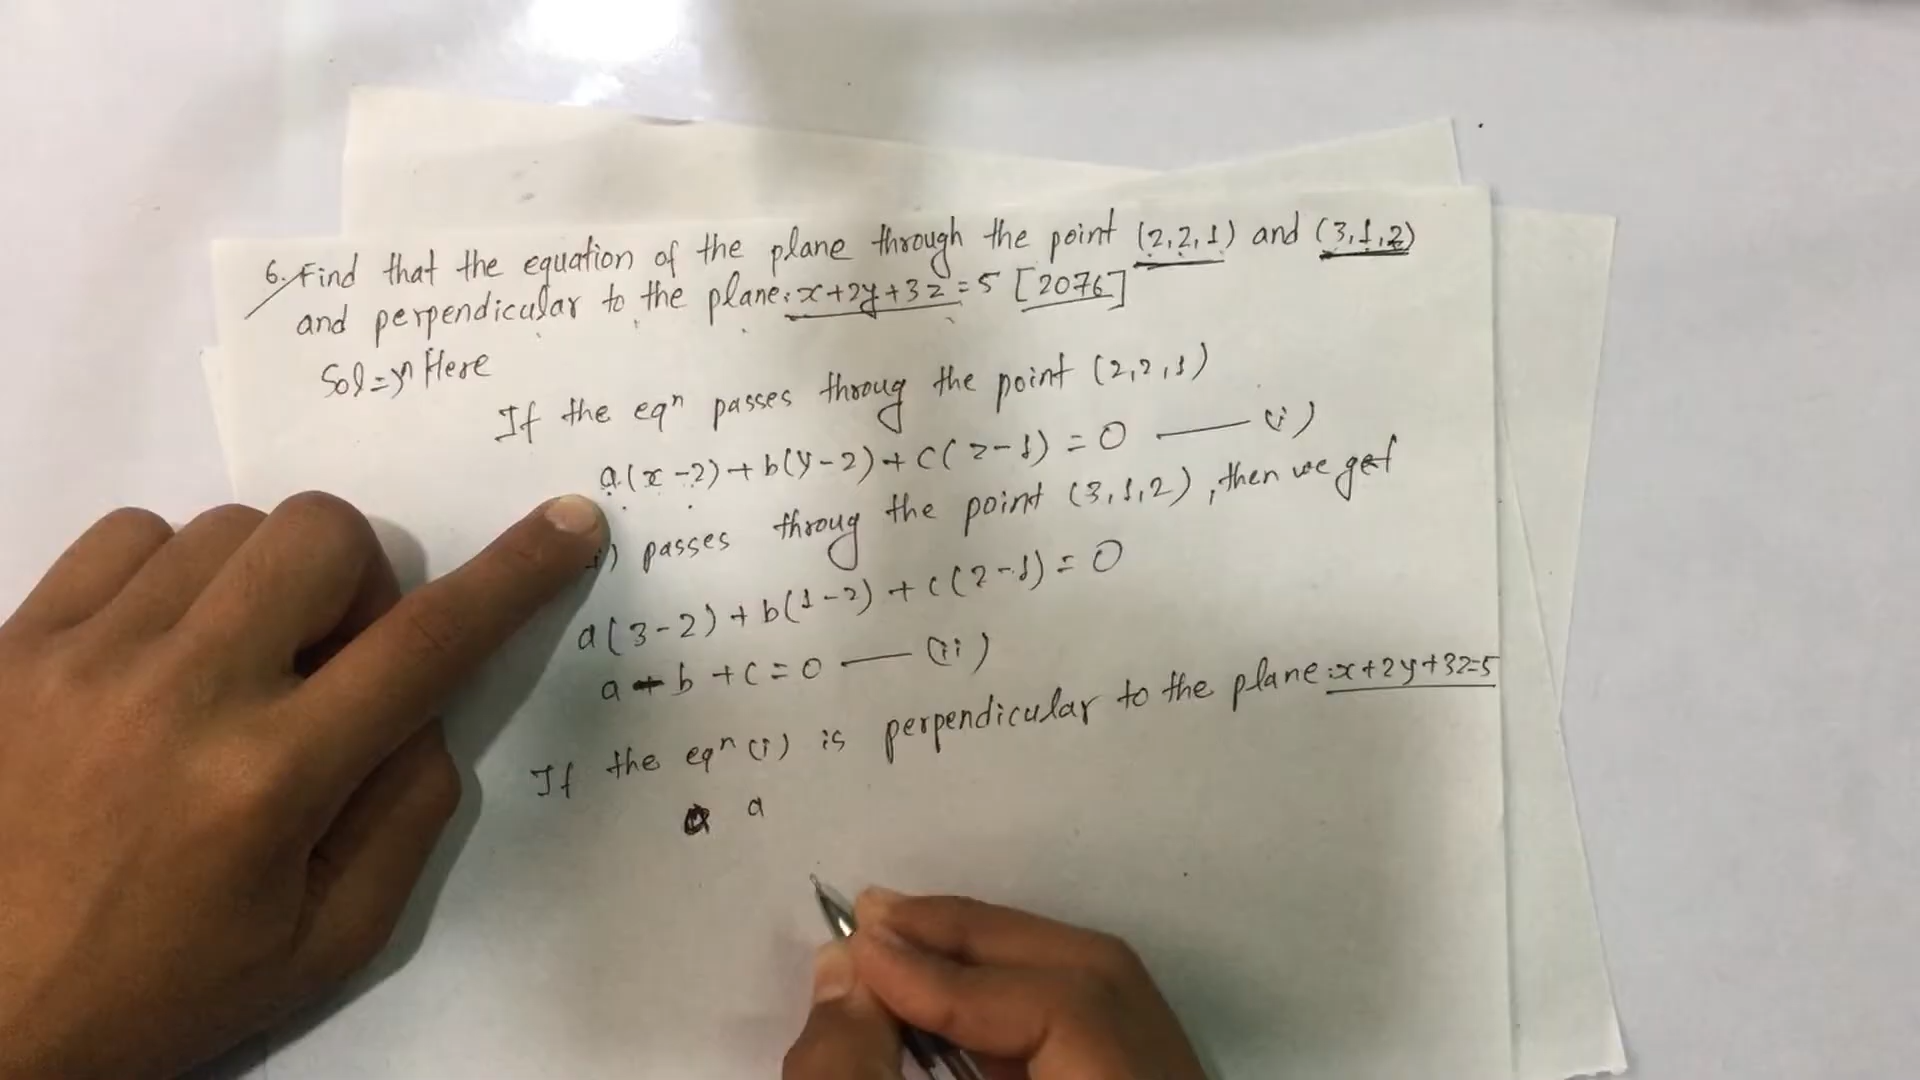 6. Find that the equation of the plane through the point (2,2,1) and (3,1,2)
and perpendicular to the plane: x+2y+3z=5 [2076]
Solⁿ Here
If the eqⁿ passes throug the point (2,2,1)
a(x-2)+b(y-2)+c(z-1)=0 —— (i)
i) passes throug the point (3,1,2), then we get
a(3-2)+b(1-2)+c(2-1)=0
a-b+c=0 —— (ii)
If the eqⁿ (i) is perpendicular to the plane: x+2y+3z=5
a